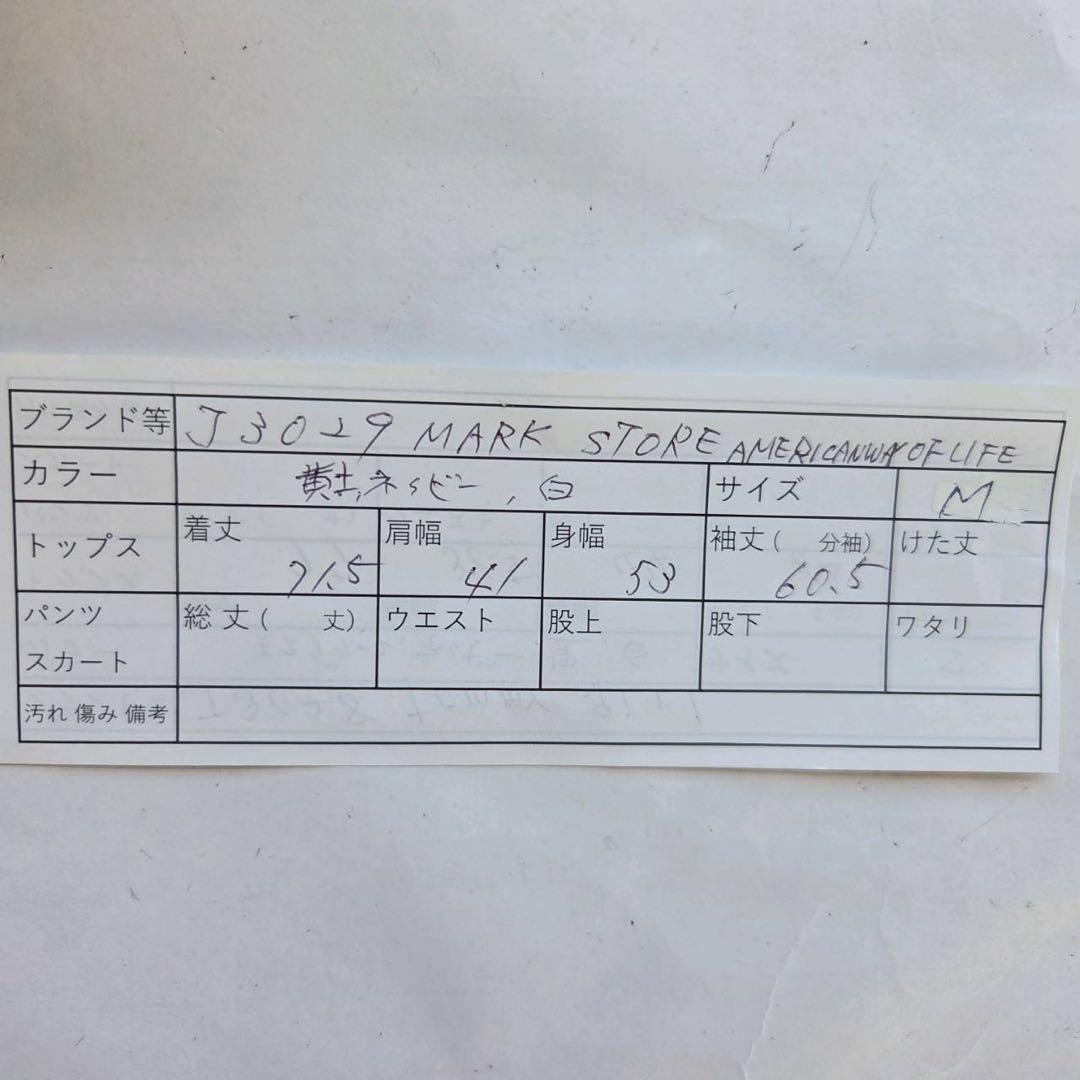 ブランド等 J3029 MARK STORE AMERICANWAY OF LIFE
カラー 黄土、ネイビー、白 サイズ M
トップス 着丈 71.5 肩幅 41 身幅 53 袖丈(　分袖) 60.5 けた丈
パンツ スカート 総丈(　丈) ウエスト 股上 股下 ワタリ
汚れ 傷み 備考